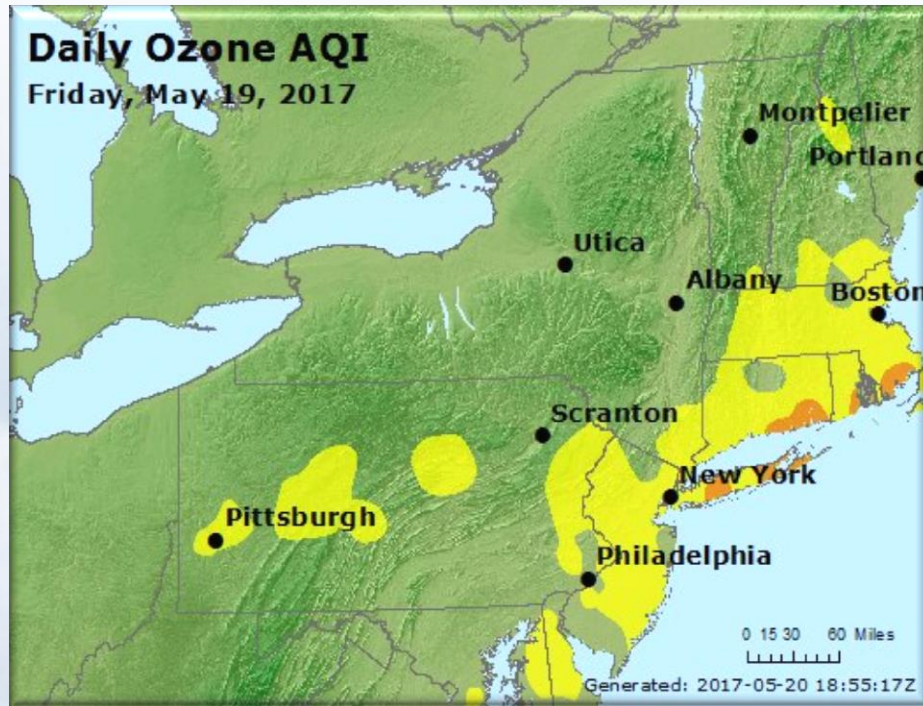 Daily Ozone AQI
Friday, May 19, 2017
Montpelier
Portland
Utica
Albany
Boston
Scranton
New York
Pittsburgh
Philadelphia
0 15 30 60 Miles
Generated: 2017-05-20 18:55:17Z